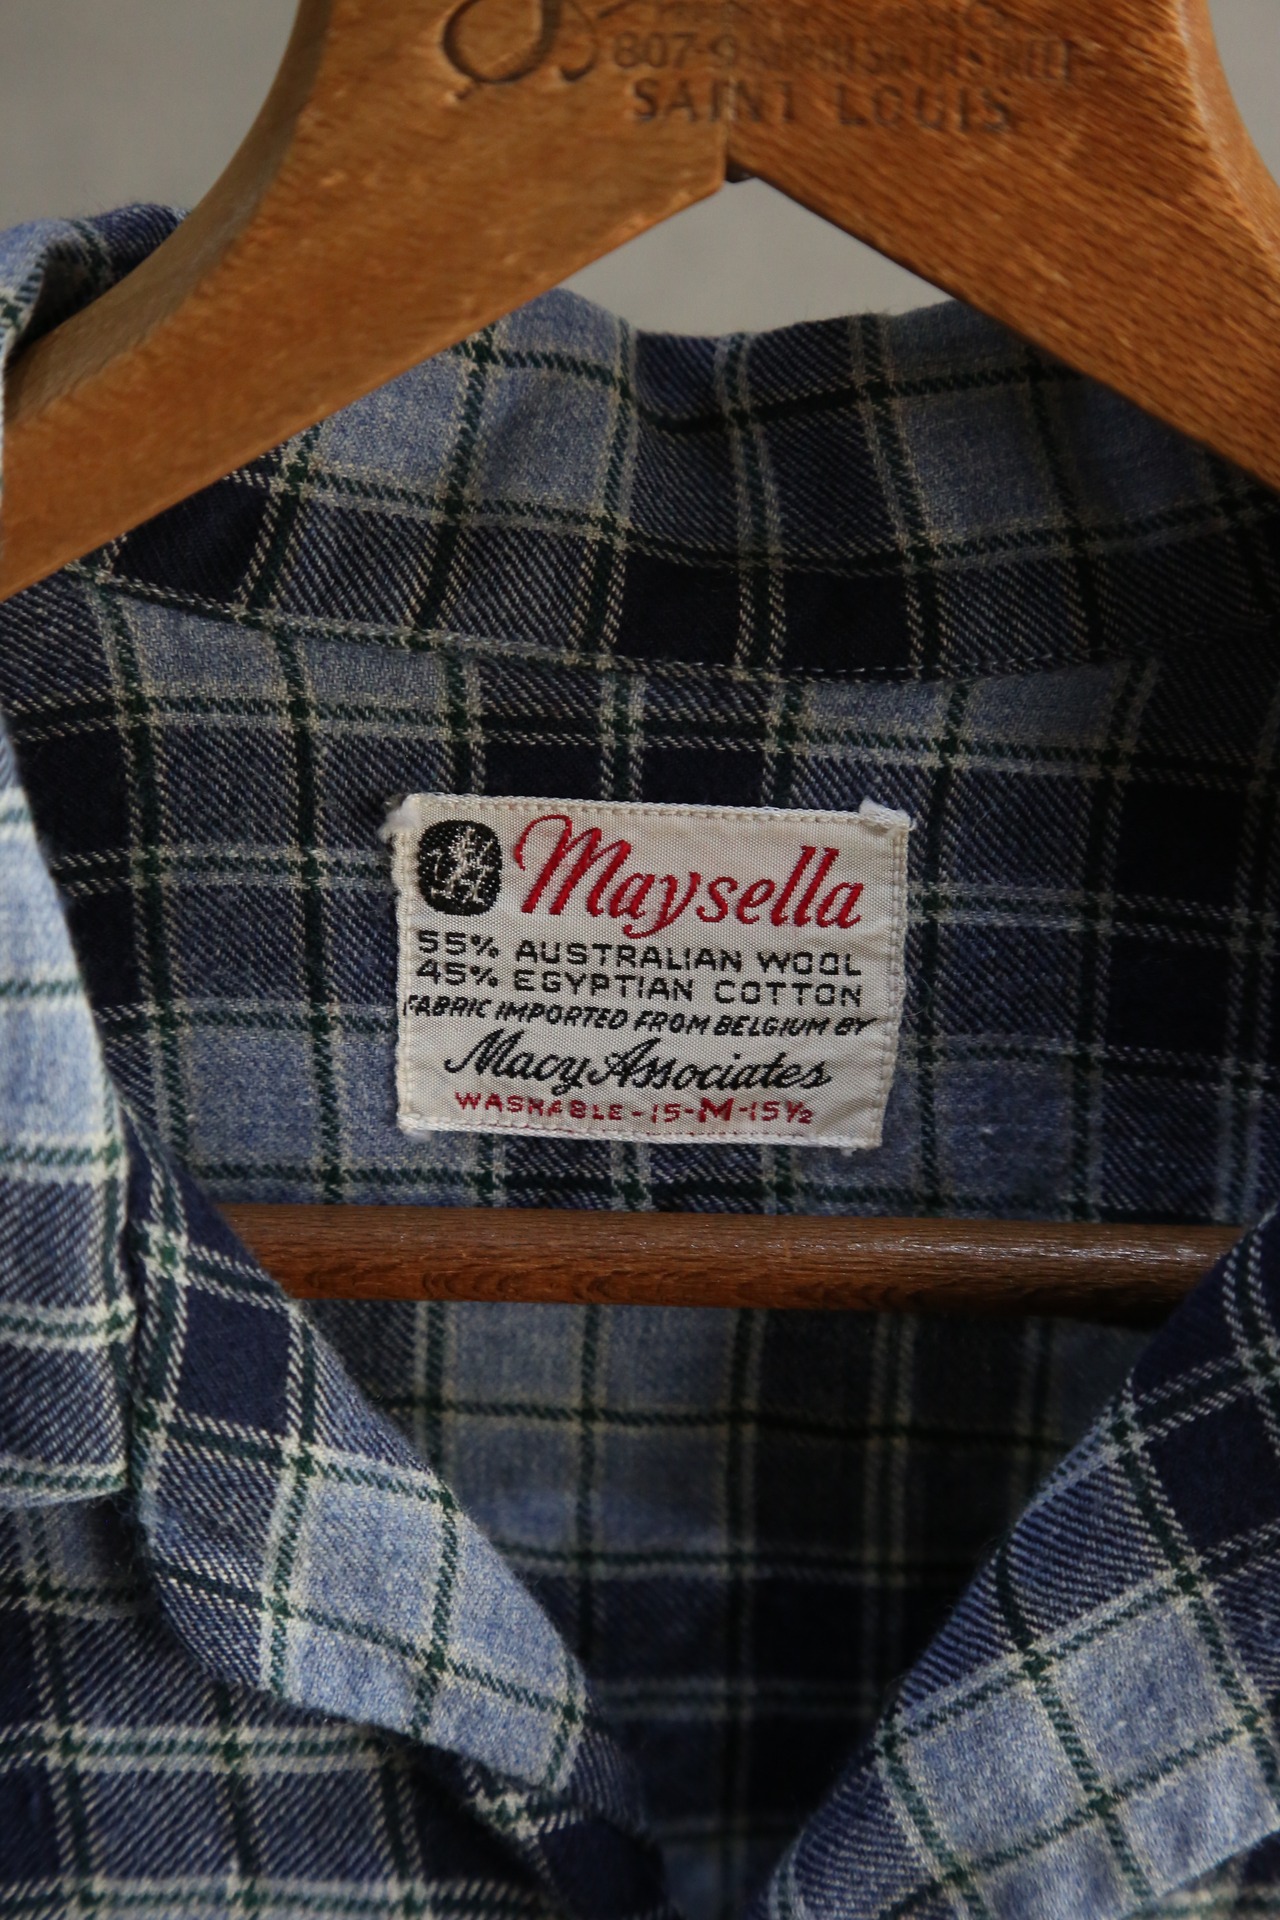 SAINT LOUIS
Maysella
55% AUSTRALIAN WOOL
45% EGYPTIAN COTTON
FABRIC IMPORTED FROM BELGIUM BY
Macy Associates
WASHABLE-15-M-15½